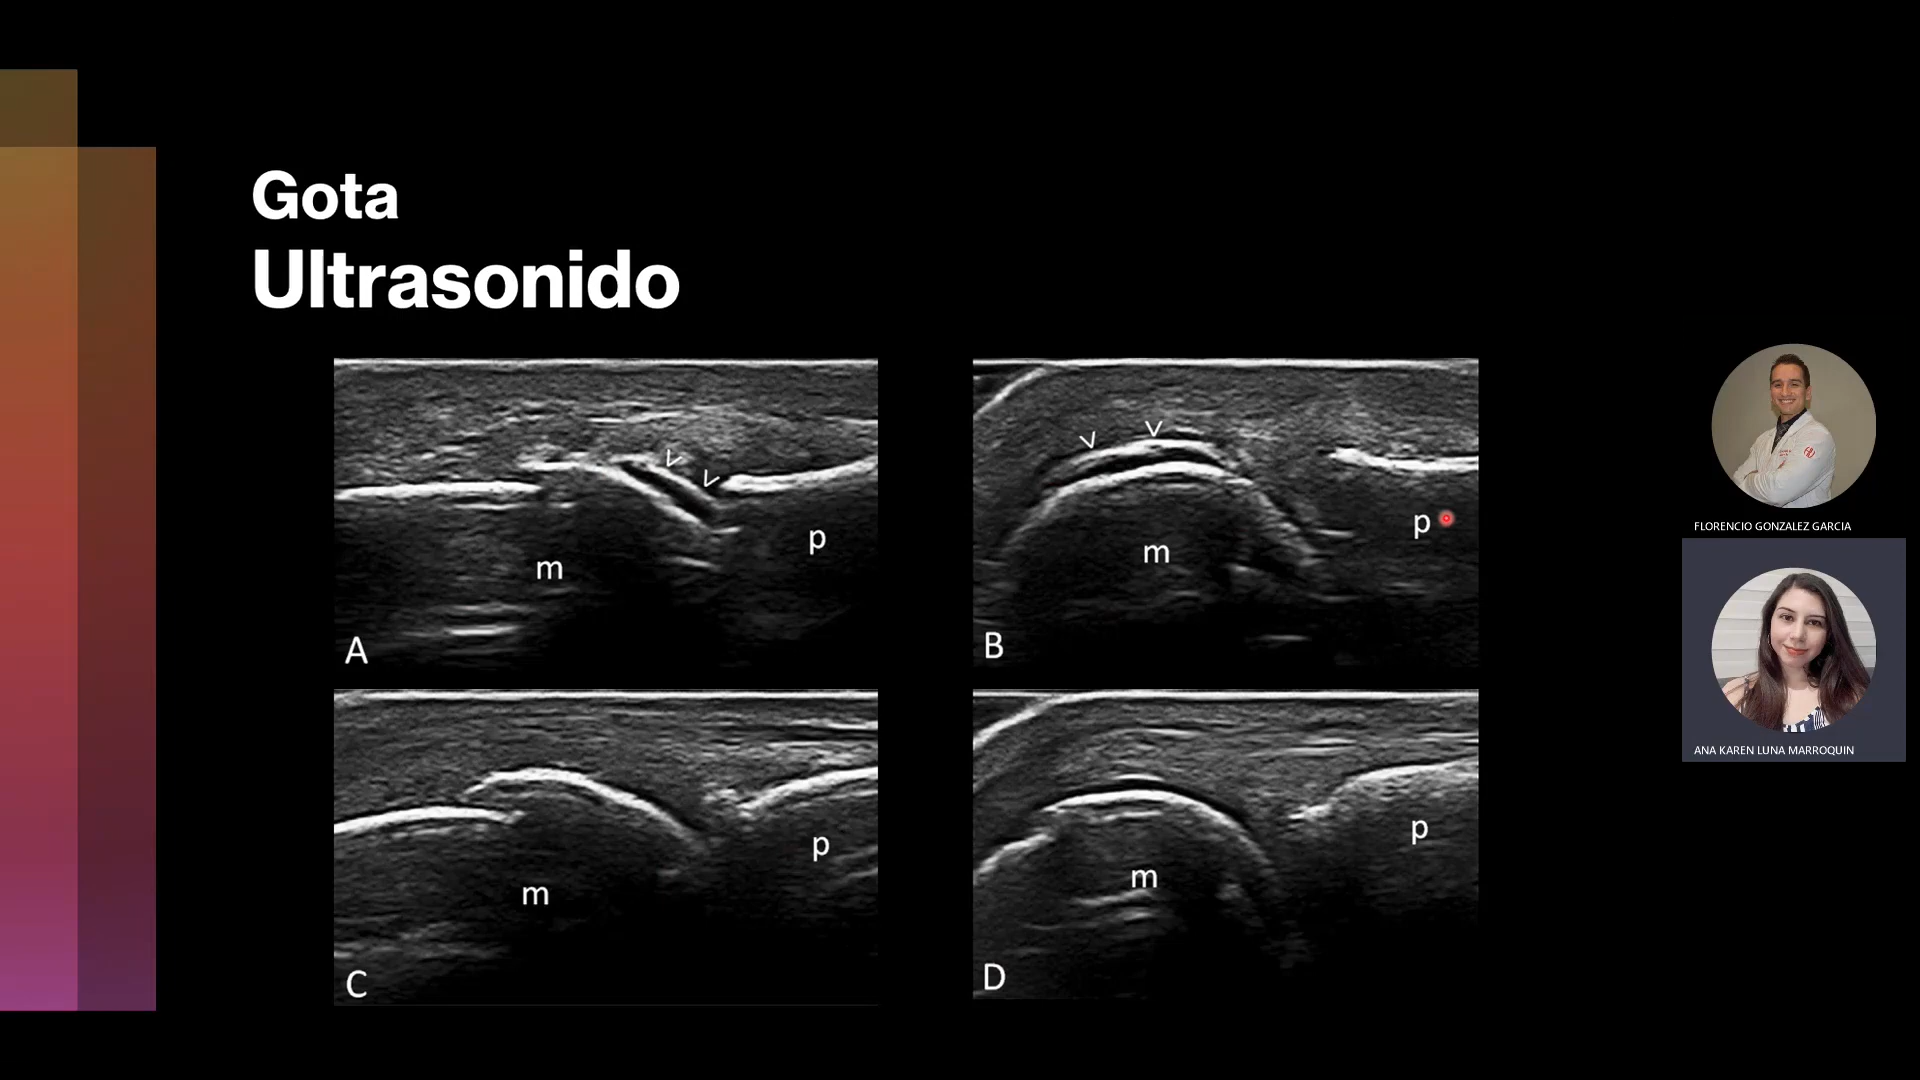 Gota
Ultrasonido
p
m
A
p
m
B
p
m
C
p
m
D
FLORENCIO GONZALEZ GARCIA
ANA KAREN LUNA MARROQUIN